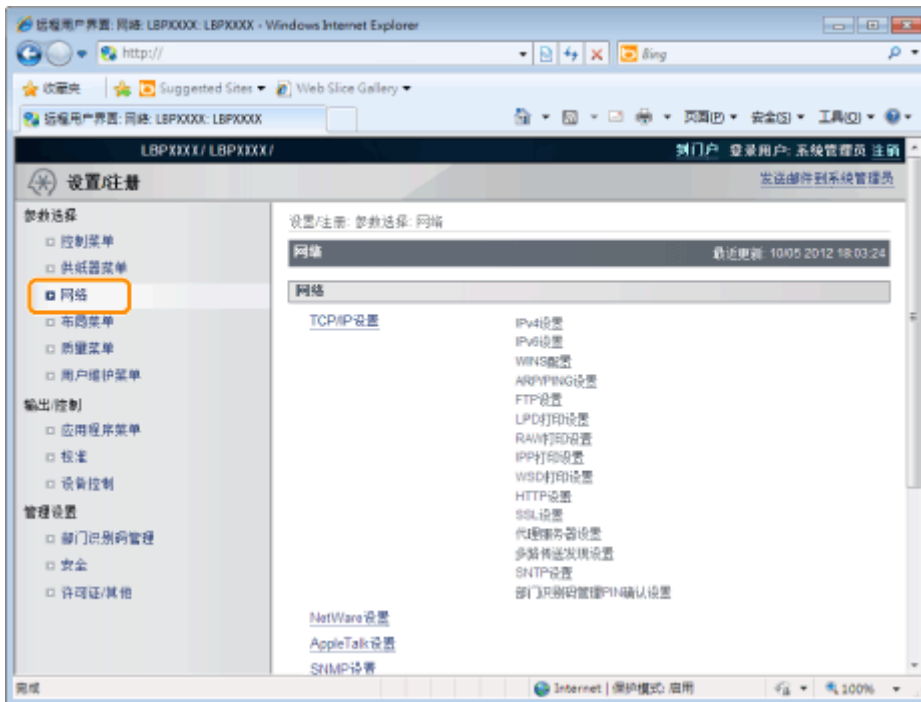 远程用户界面: 网络: LBPXXXX: LBPXXXX - Windows Internet Explorer
http://
Bing
收藏夹 Suggested Sites Web Slice Gallery
远程用户界面: 网络: LBPXXXX: LBPXXXX
页面(P) 安全(S) 工具(O)
LBPXXXX / LBPXXXX /
到门户 登录用户: 系统管理员 注销
设置/注册
发送邮件到系统管理员
参数选择
控制菜单
供纸器菜单
网络
布局菜单
质量菜单
用户维护菜单
输出/控制
应用程序菜单
校准
设备控制
管理设置
部门识别码管理
安全
许可证/其他
设置/注册: 参数选择: 网络
网络
最近更新: 10/05 2012 18:03:24
网络
TCP/IP设置
IPv4设置
IPv6设置
WINS配置
ARP/PING设置
FTP设置
LPD打印设置
RAW打印设置
IPP打印设置
WSD打印设置
HTTP设置
SSL设置
代理服务器设置
多路传送发现设置
SNTP设置
部门识别码管理PIN确认设置
NetWare设置
AppleTalk设置
SNMP设置
完成
Internet | 保护模式: 启用
100%